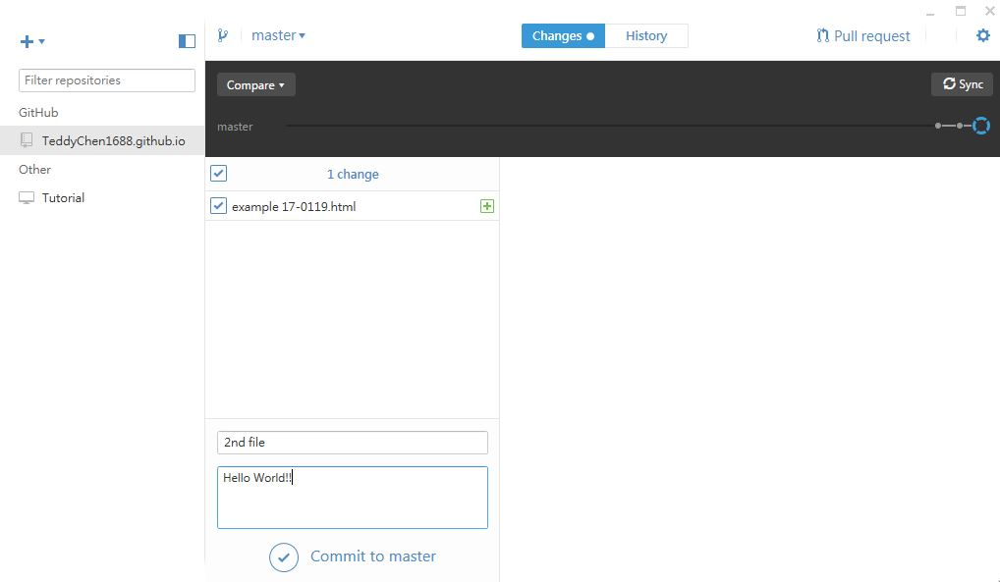 master
Changes
History
Pull request
Filter repositories
GitHub
TeddyChen1688.github.io
Other
Tutorial
Compare
Sync
master
1 change
example 17-0119.html
2nd file
Hello World!!
Commit to master